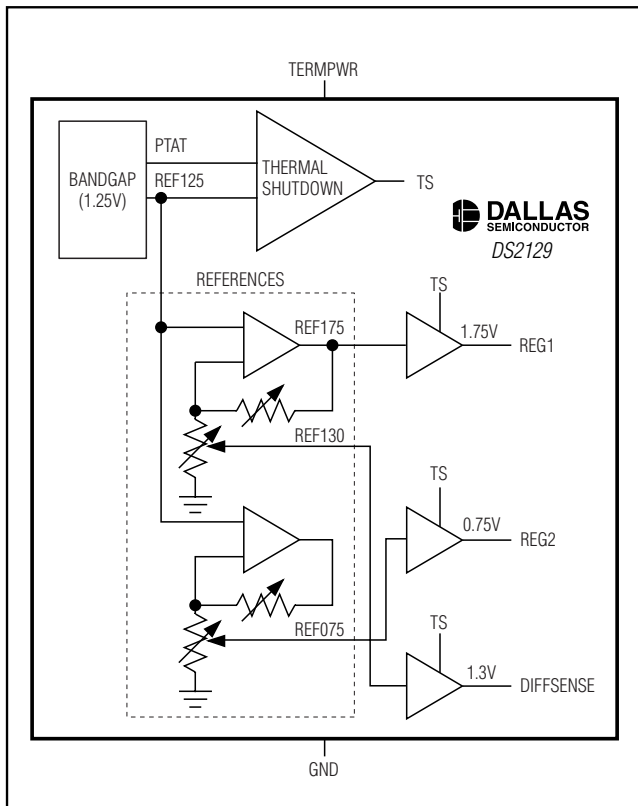 TERMPWR
BANDGAP
(1.25V)
PTAT
REF125
THERMAL
SHUTDOWN
TS
DALLAS
SEMICONDUCTOR
DS2129
REFERENCES
REF175
TS
1.75V
REG1
REF130
TS
0.75V
REG2
REF075
TS
1.3V
DIFFSENSE
GND